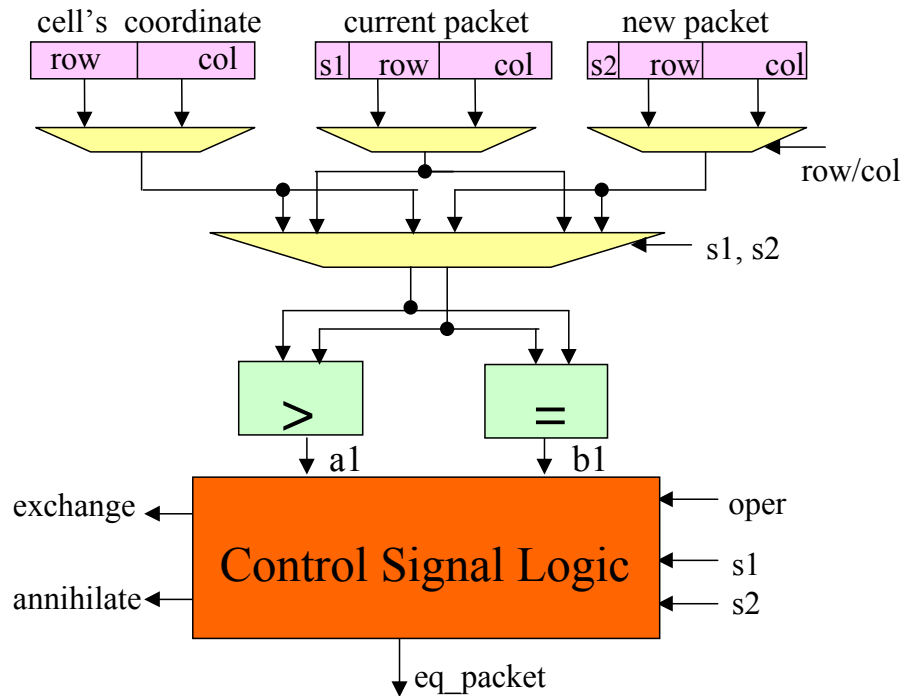 cell's coordinate current packet new packet
row col s1 row col s2 row col
row/col
s1, s2
> =
a1 b1
exchange
oper
Control Signal Logic
s1
annihilate
s2
eq_packet